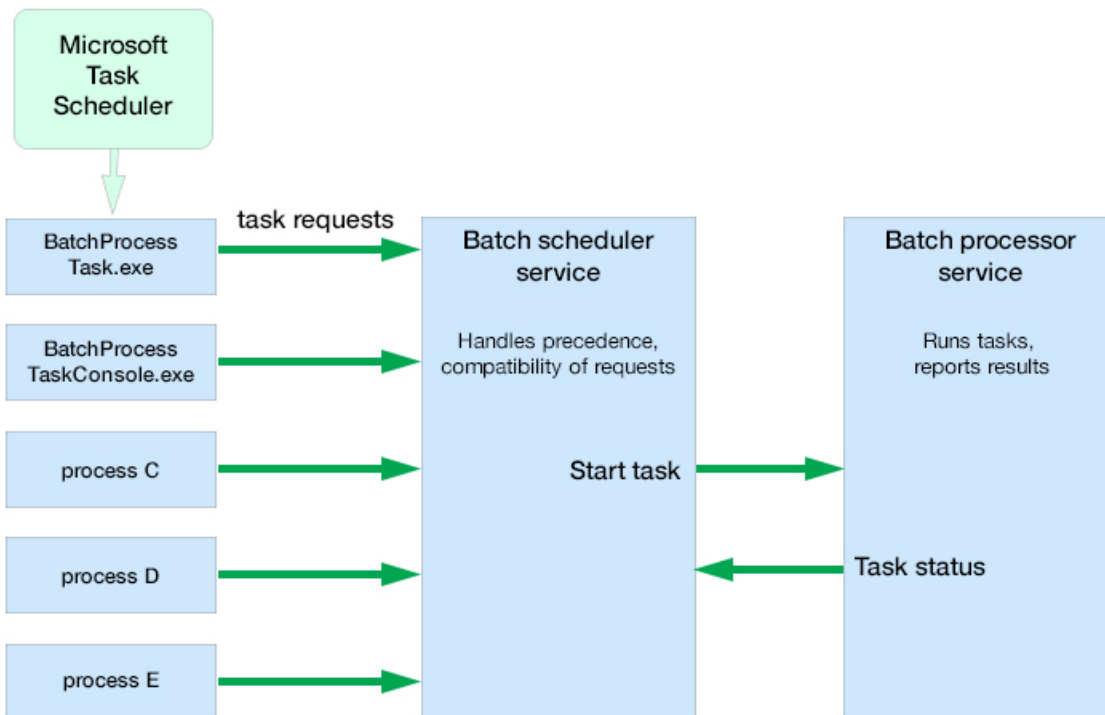 Microsoft
Task
Scheduler
task requests
BatchProcess
Task.exe
Batch scheduler
service
Batch processor
service
BatchProcess
TaskConsole.exe
Handles precedence,
compatibility of requests
Runs tasks,
reports results
process C
Start task
process D
Task status
process E